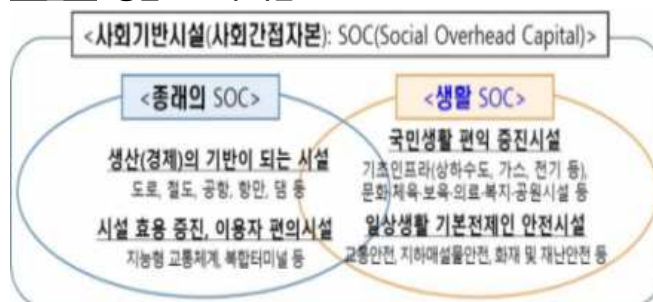 <사회기반시설(사회간접자본): SOC(Social Overhead Capital)>
<종래의 SOC>
생산(경제)의 기반이 되는 시설
도로, 철도, 공항, 항만, 댐 등
시설 효용 증진, 이용자 편의시설
지능형 교통체계, 복합터미널 등
<생활 SOC>
국민생활 편익 증진시설
기초인프라(상하수도, 가스, 전기 등),
문화·체육·보육·의료·복지·공원시설 등
일상생활 기본전제인 안전시설
교통안전, 지하매설물안전, 화재 및 재난안전 등